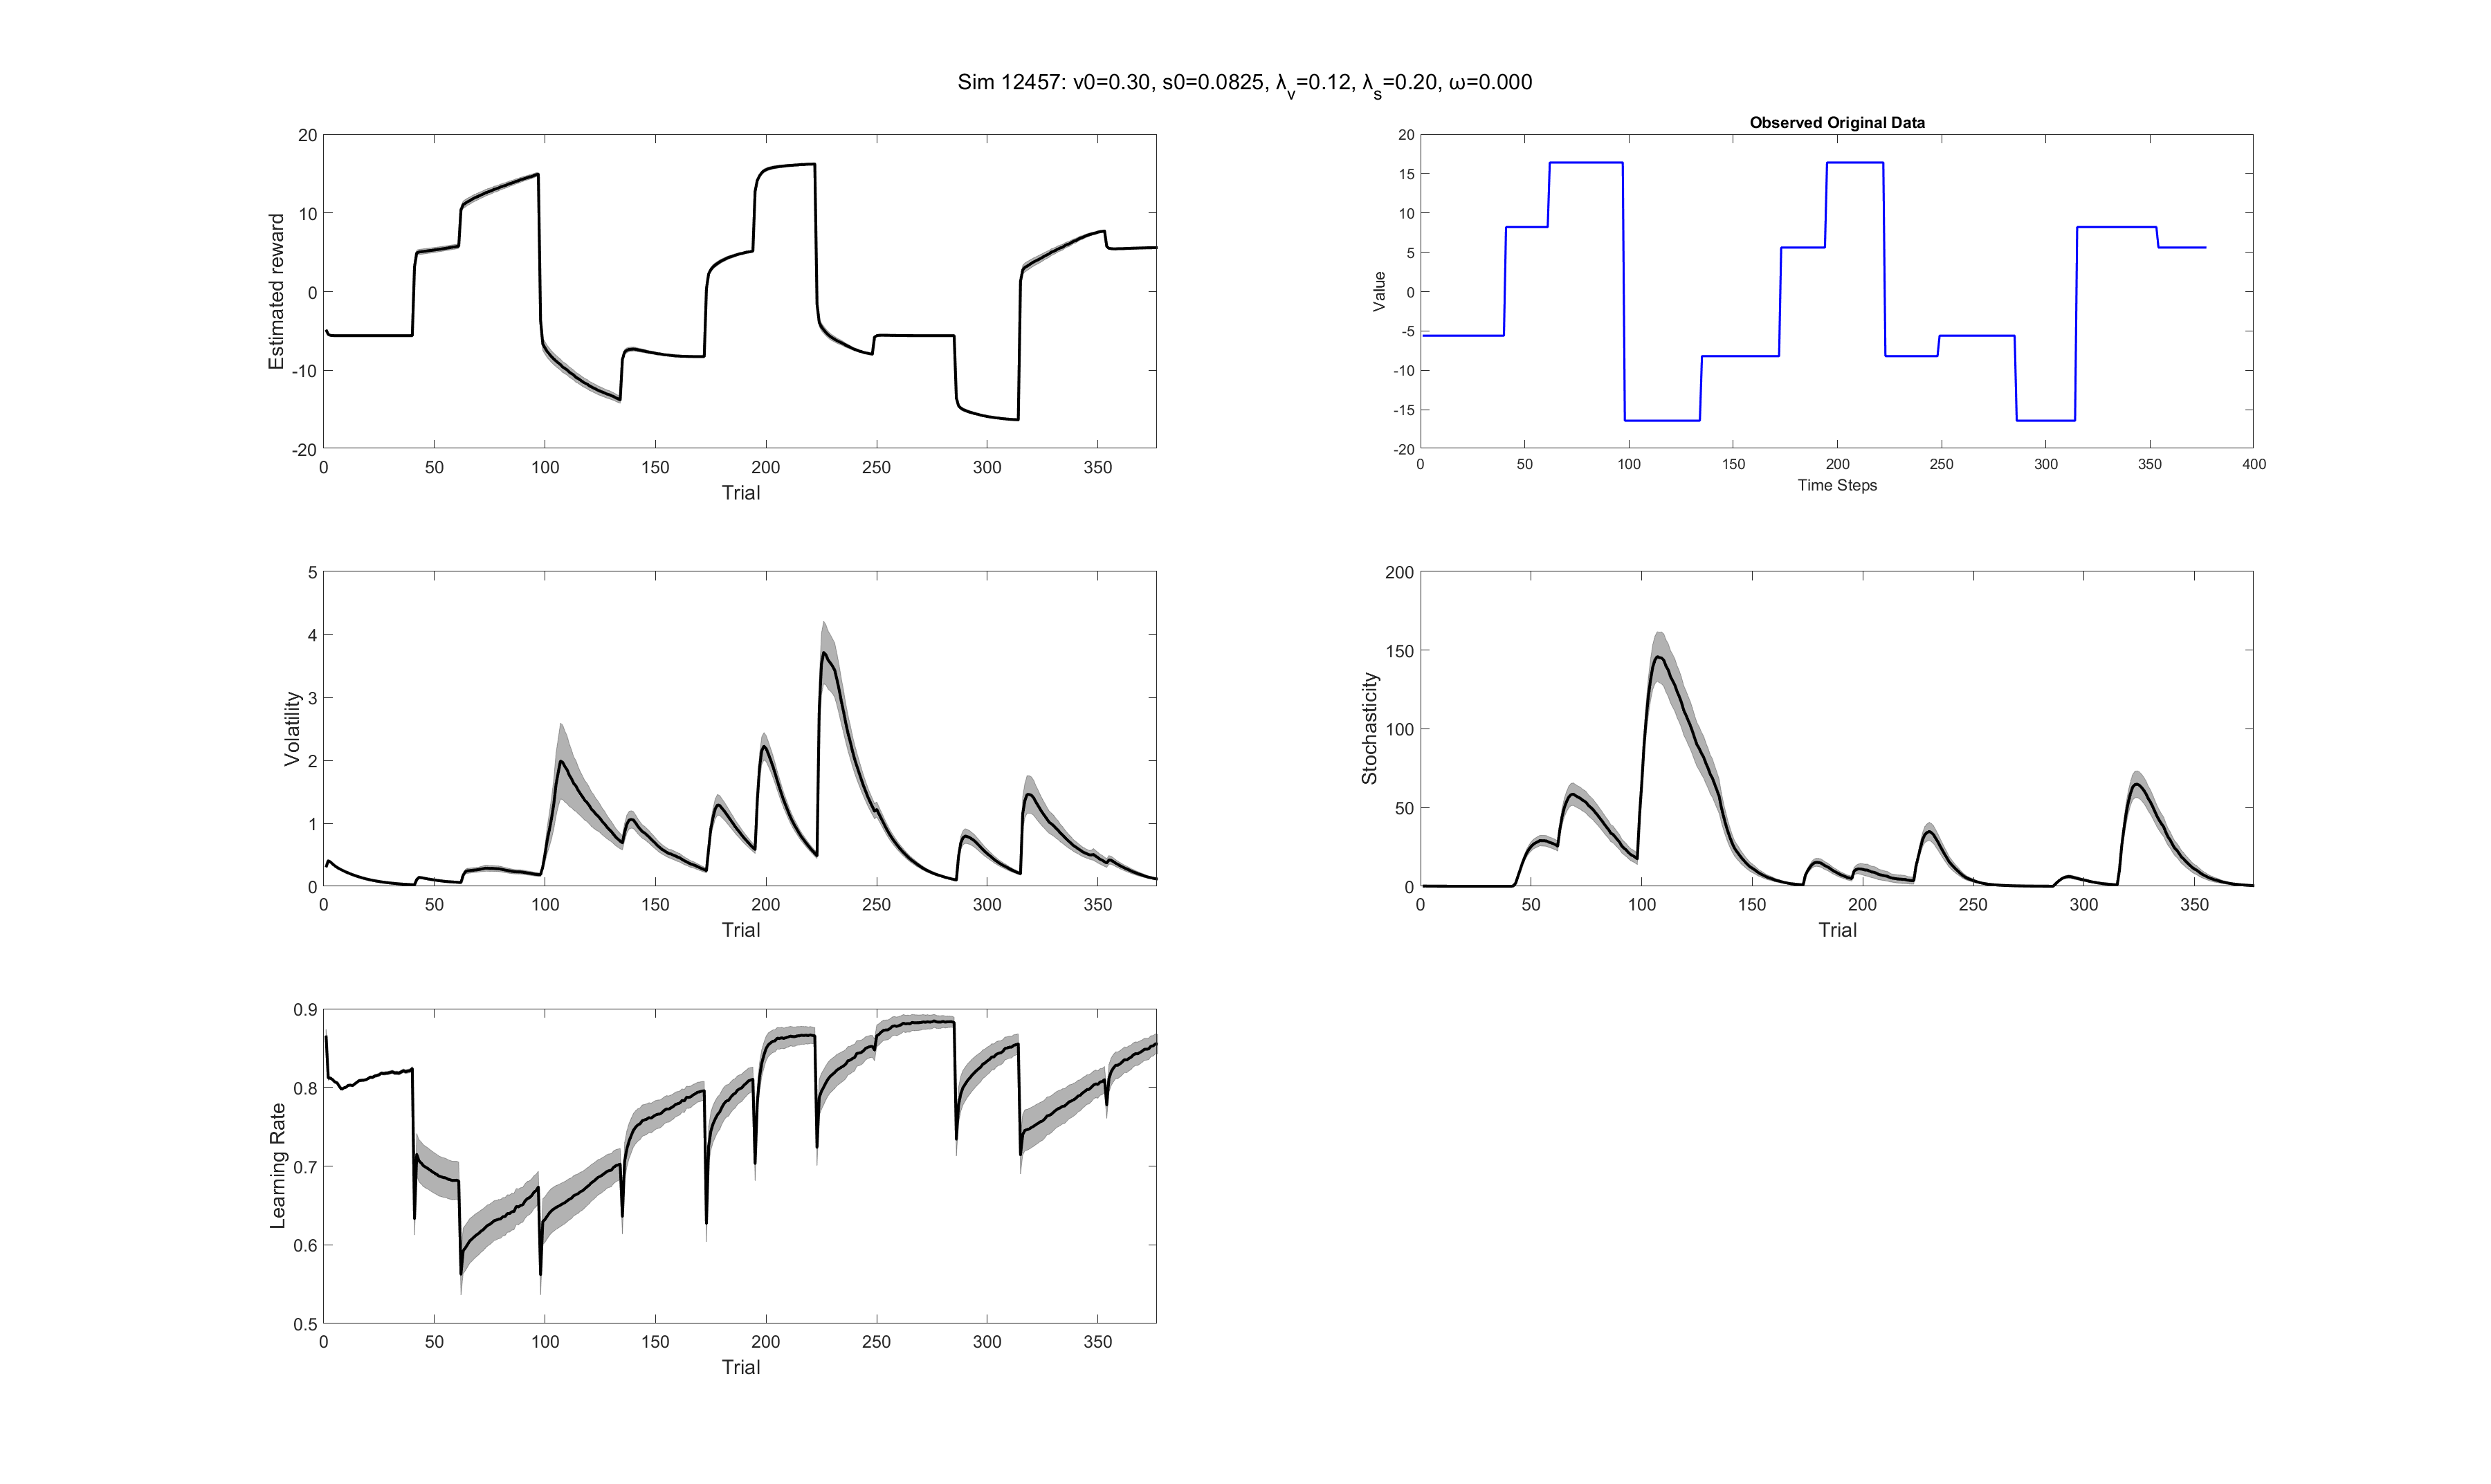 Sim 12457: v0=0.30, s0=0.0825, λv=0.12, λs=0.20, ω=0.000
20
10
0
-10
-20
Estimated reward
0 50 100 150 200 250 300 350
Trial
Observed Original Data
20
15
10
5
0
-5
-10
-15
-20
Value
0 50 100 150 200 250 300 350 400
Time Steps
5
4
3
2
1
0
Volatility
0 50 100 150 200 250 300 350
Trial
200
150
100
50
0
Stochasticity
0 50 100 150 200 250 300 350
Trial
0.9
0.8
0.7
0.6
0.5
Learning Rate
0 50 100 150 200 250 300 350
Trial